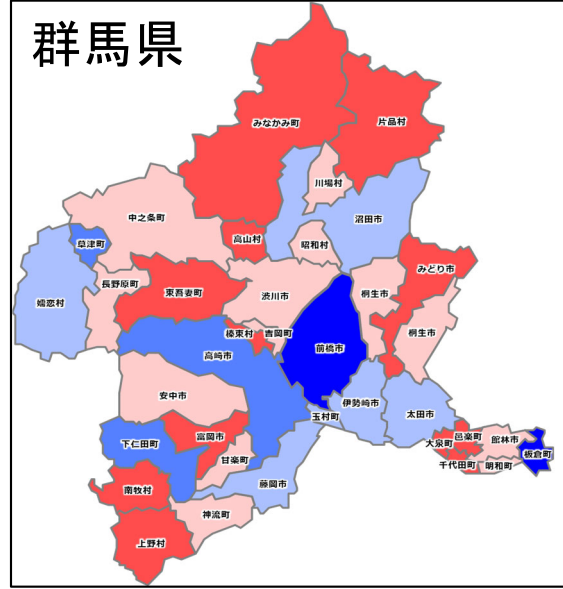 群馬県
みなかみ町
片品村
川場村
中之条町
沼田市
高山村
昭和村
草津町
みどり市
長野原町
東吾妻町
渋川市
桐生市
嬬恋村
榛東村
吉岡町
桐生市
前橋市
高崎市
安中市
伊勢崎市
玉村町
太田市
下仁田町
富岡市
邑楽町
館林市
大泉町
板倉町
甘楽町
千代田町
明和町
藤岡市
南牧村
神流町
上野村